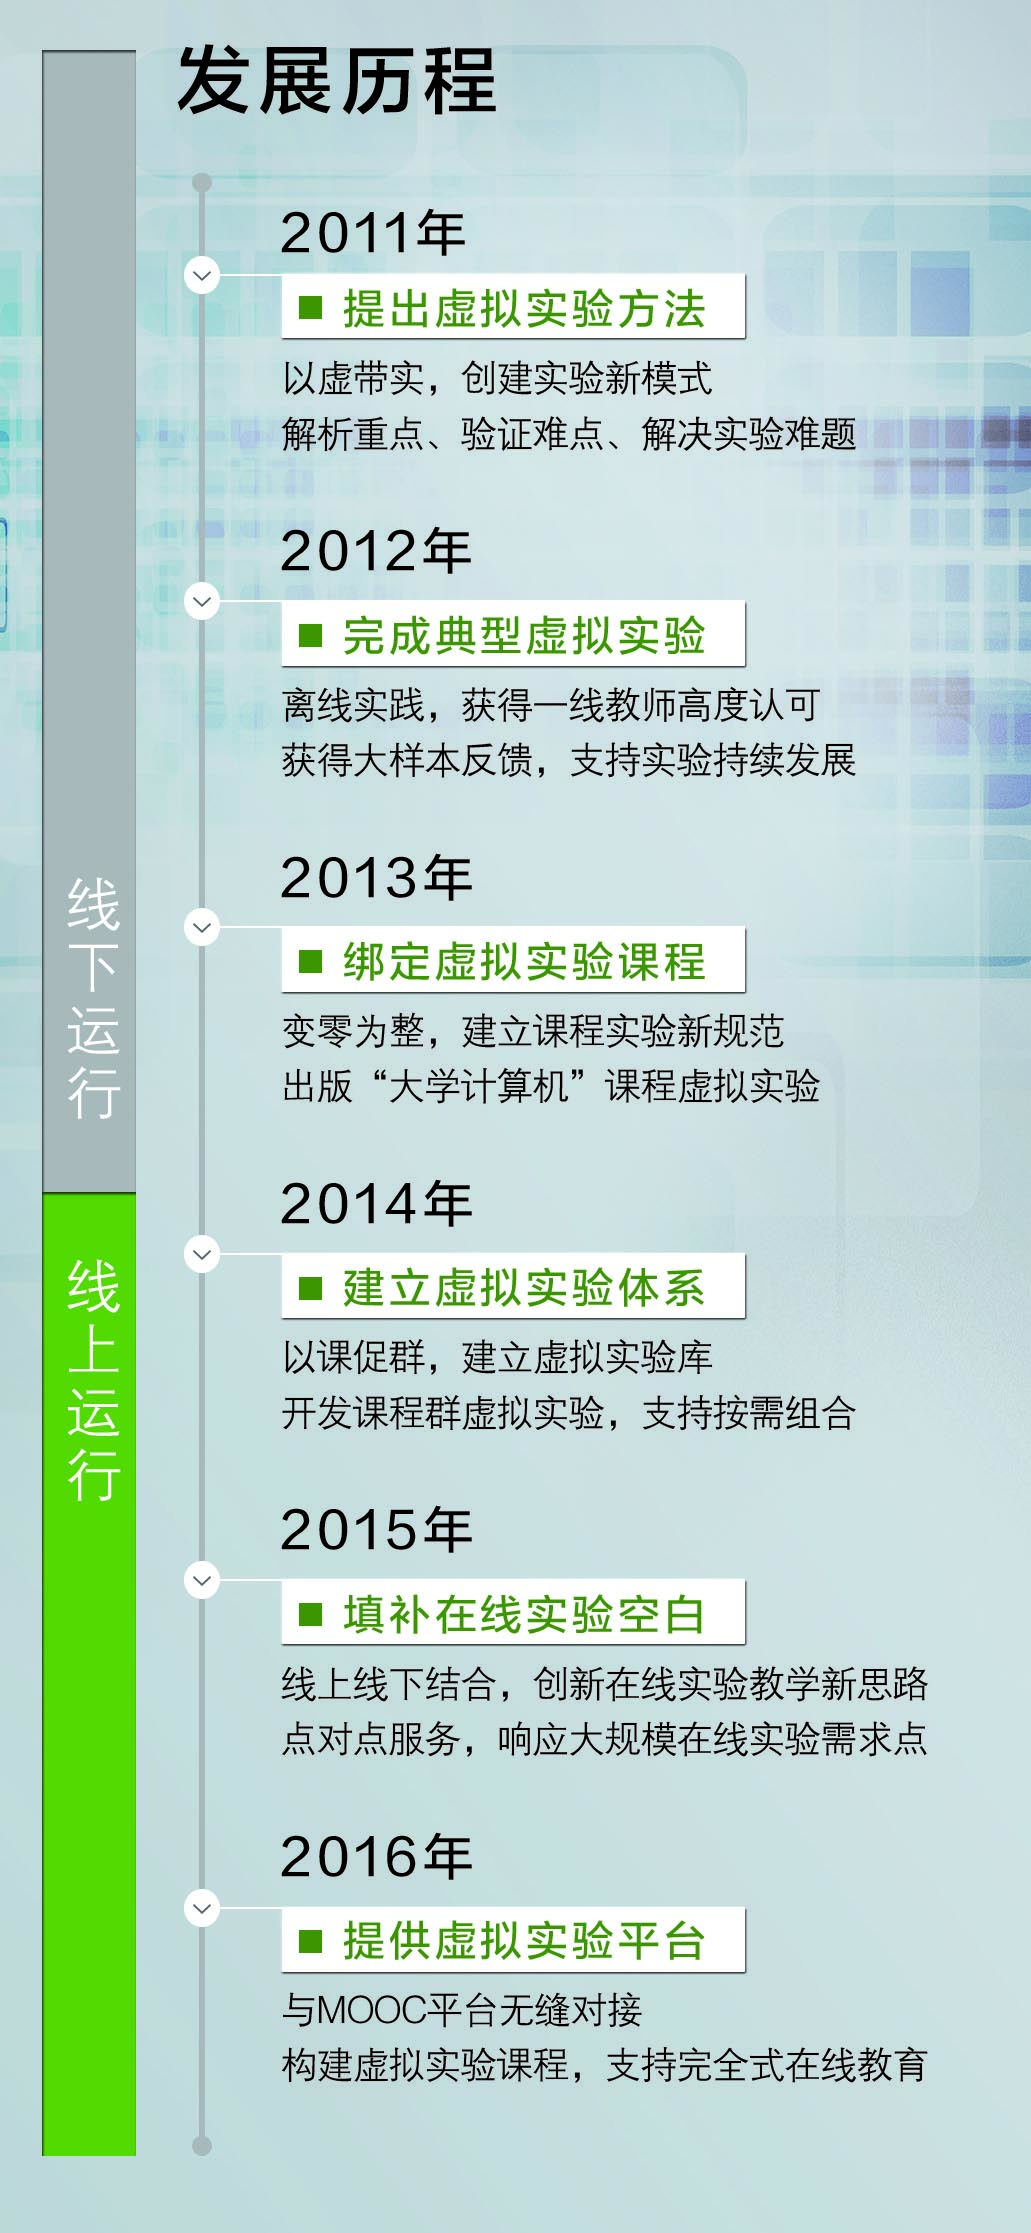 发展历程
2011年
■ 提出虚拟实验方法
以虚带实，创建实验新模式
解析重点、验证难点、解决实验难题
2012年
■ 完成典型虚拟实验
离线实践，获得一线教师高度认可
获得大样本反馈，支持实验持续发展
2013年
■ 绑定虚拟实验课程
变零为整，建立课程实验新规范
出版“大学计算机”课程虚拟实验
线下运行
2014年
■ 建立虚拟实验体系
以课促群，建立虚拟实验库
开发课程群虚拟实验，支持按需组合
线上运行
2015年
■ 填补在线实验空白
线上线下结合，创新在线实验教学新思路
点对点服务，响应大规模在线实验需求点
2016年
■ 提供虚拟实验平台
与MOOC平台无缝对接
构建虚拟实验课程，支持完全式在线教育